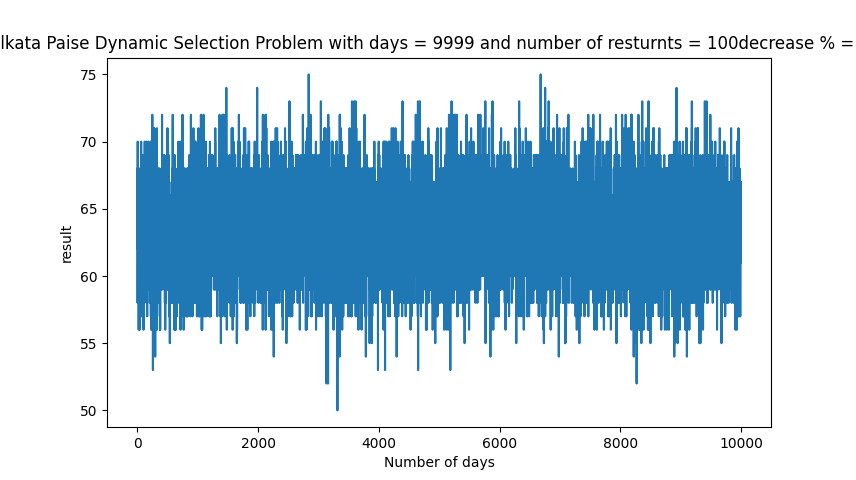 lkata Paise Dynamic Selection Problem with days = 9999 and number of resturnts = 100decrease % =
75
70
65
60
55
50
result
0 2000 4000 6000 8000 10000
Number of days